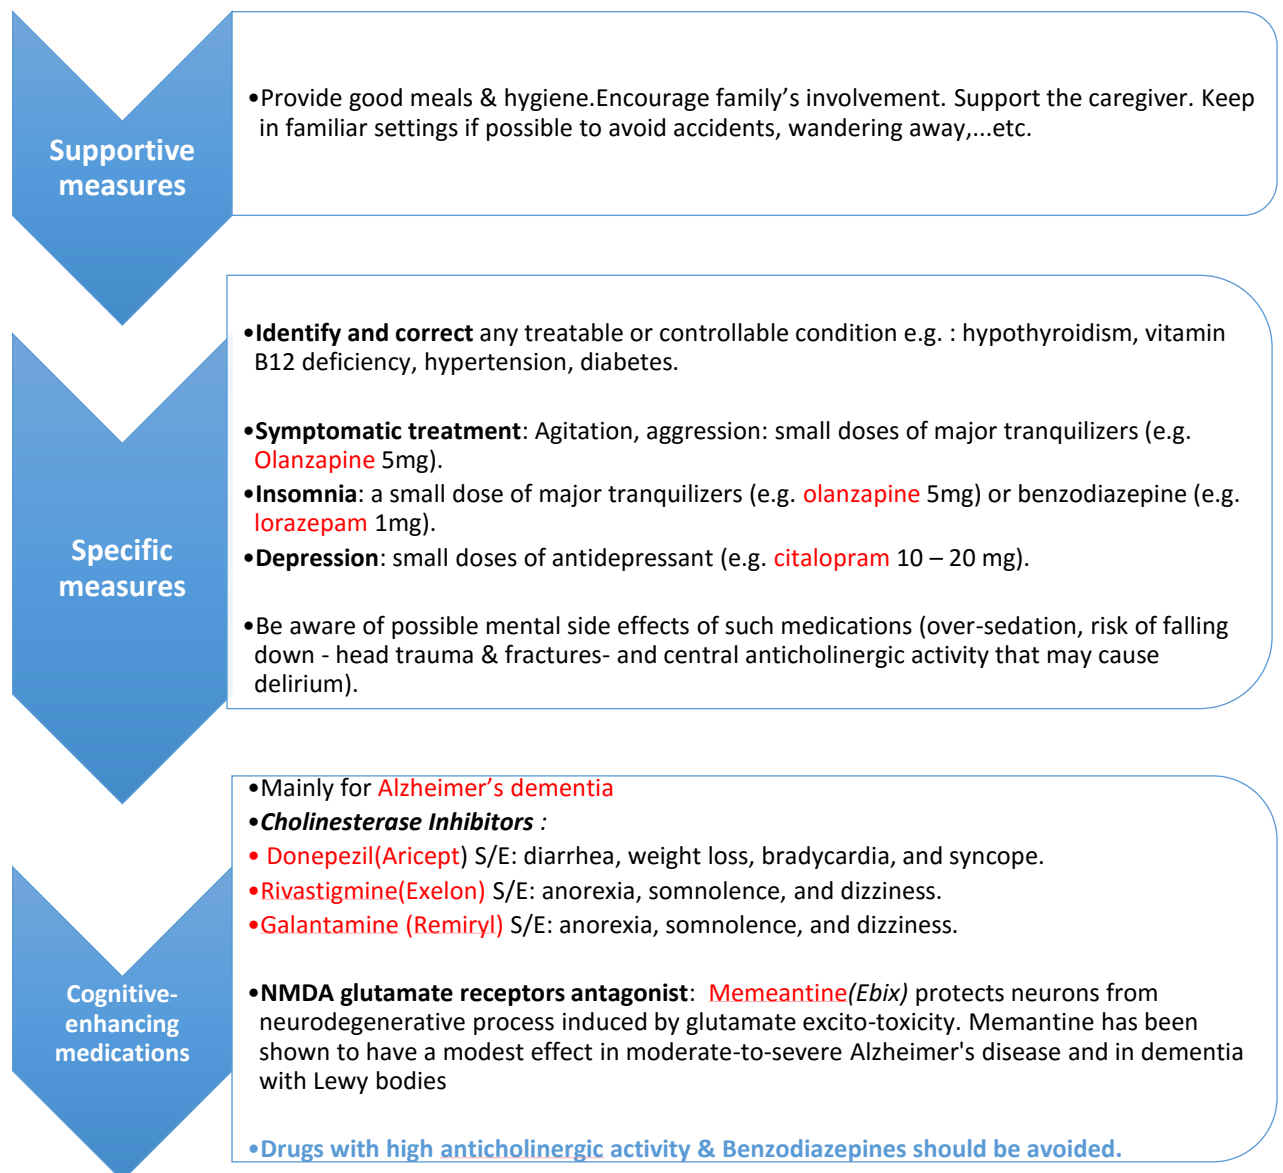 Supportive
measures
•Provide good meals & hygiene.Encourage family’s involvement. Support the caregiver. Keep
in familiar settings if possible to avoid accidents, wandering away,...etc.
Specific
measures
•Identify and correct any treatable or controllable condition e.g. : hypothyroidism, vitamin
B12 deficiency, hypertension, diabetes.
•Symptomatic treatment: Agitation, aggression: small doses of major tranquilizers (e.g.
Olanzapine 5mg).
•Insomnia: a small dose of major tranquilizers (e.g. olanzapine 5mg) or benzodiazepine (e.g.
lorazepam 1mg).
•Depression: small doses of antidepressant (e.g. citalopram 10 – 20 mg).
•Be aware of possible mental side effects of such medications (over-sedation, risk of falling
down - head trauma & fractures- and central anticholinergic activity that may cause
delirium).
Cognitive-
enhancing
medications
•Mainly for Alzheimer’s dementia
•Cholinesterase Inhibitors :
• Donepezil(Aricept) S/E: diarrhea, weight loss, bradycardia, and syncope.
•Rivastigmine(Exelon) S/E: anorexia, somnolence, and dizziness.
•Galantamine (Remiryl) S/E: anorexia, somnolence, and dizziness.
•NMDA glutamate receptors antagonist: Memeantine(Ebix) protects neurons from
neurodegenerative process induced by glutamate excito-toxicity. Memantine has been
shown to have a modest effect in moderate-to-severe Alzheimer's disease and in dementia
with Lewy bodies
•Drugs with high anticholinergic activity & Benzodiazepines should be avoided.